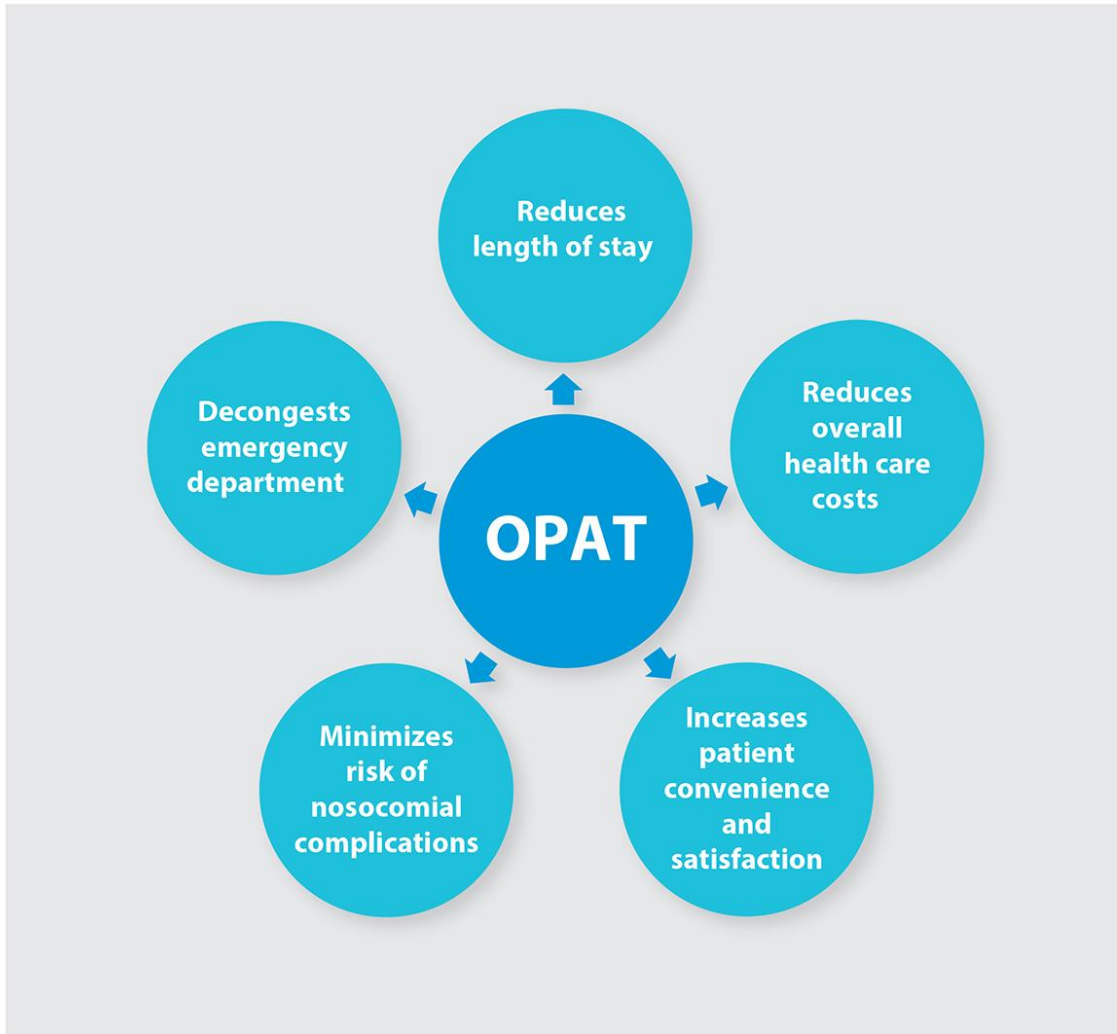 Reduces
length of stay
Reduces
overall
health care
costs
Increases
patient
convenience
and
satisfaction
Minimizes
risk of
nosocomial
complications
Decongests
emergency
department
OPAT